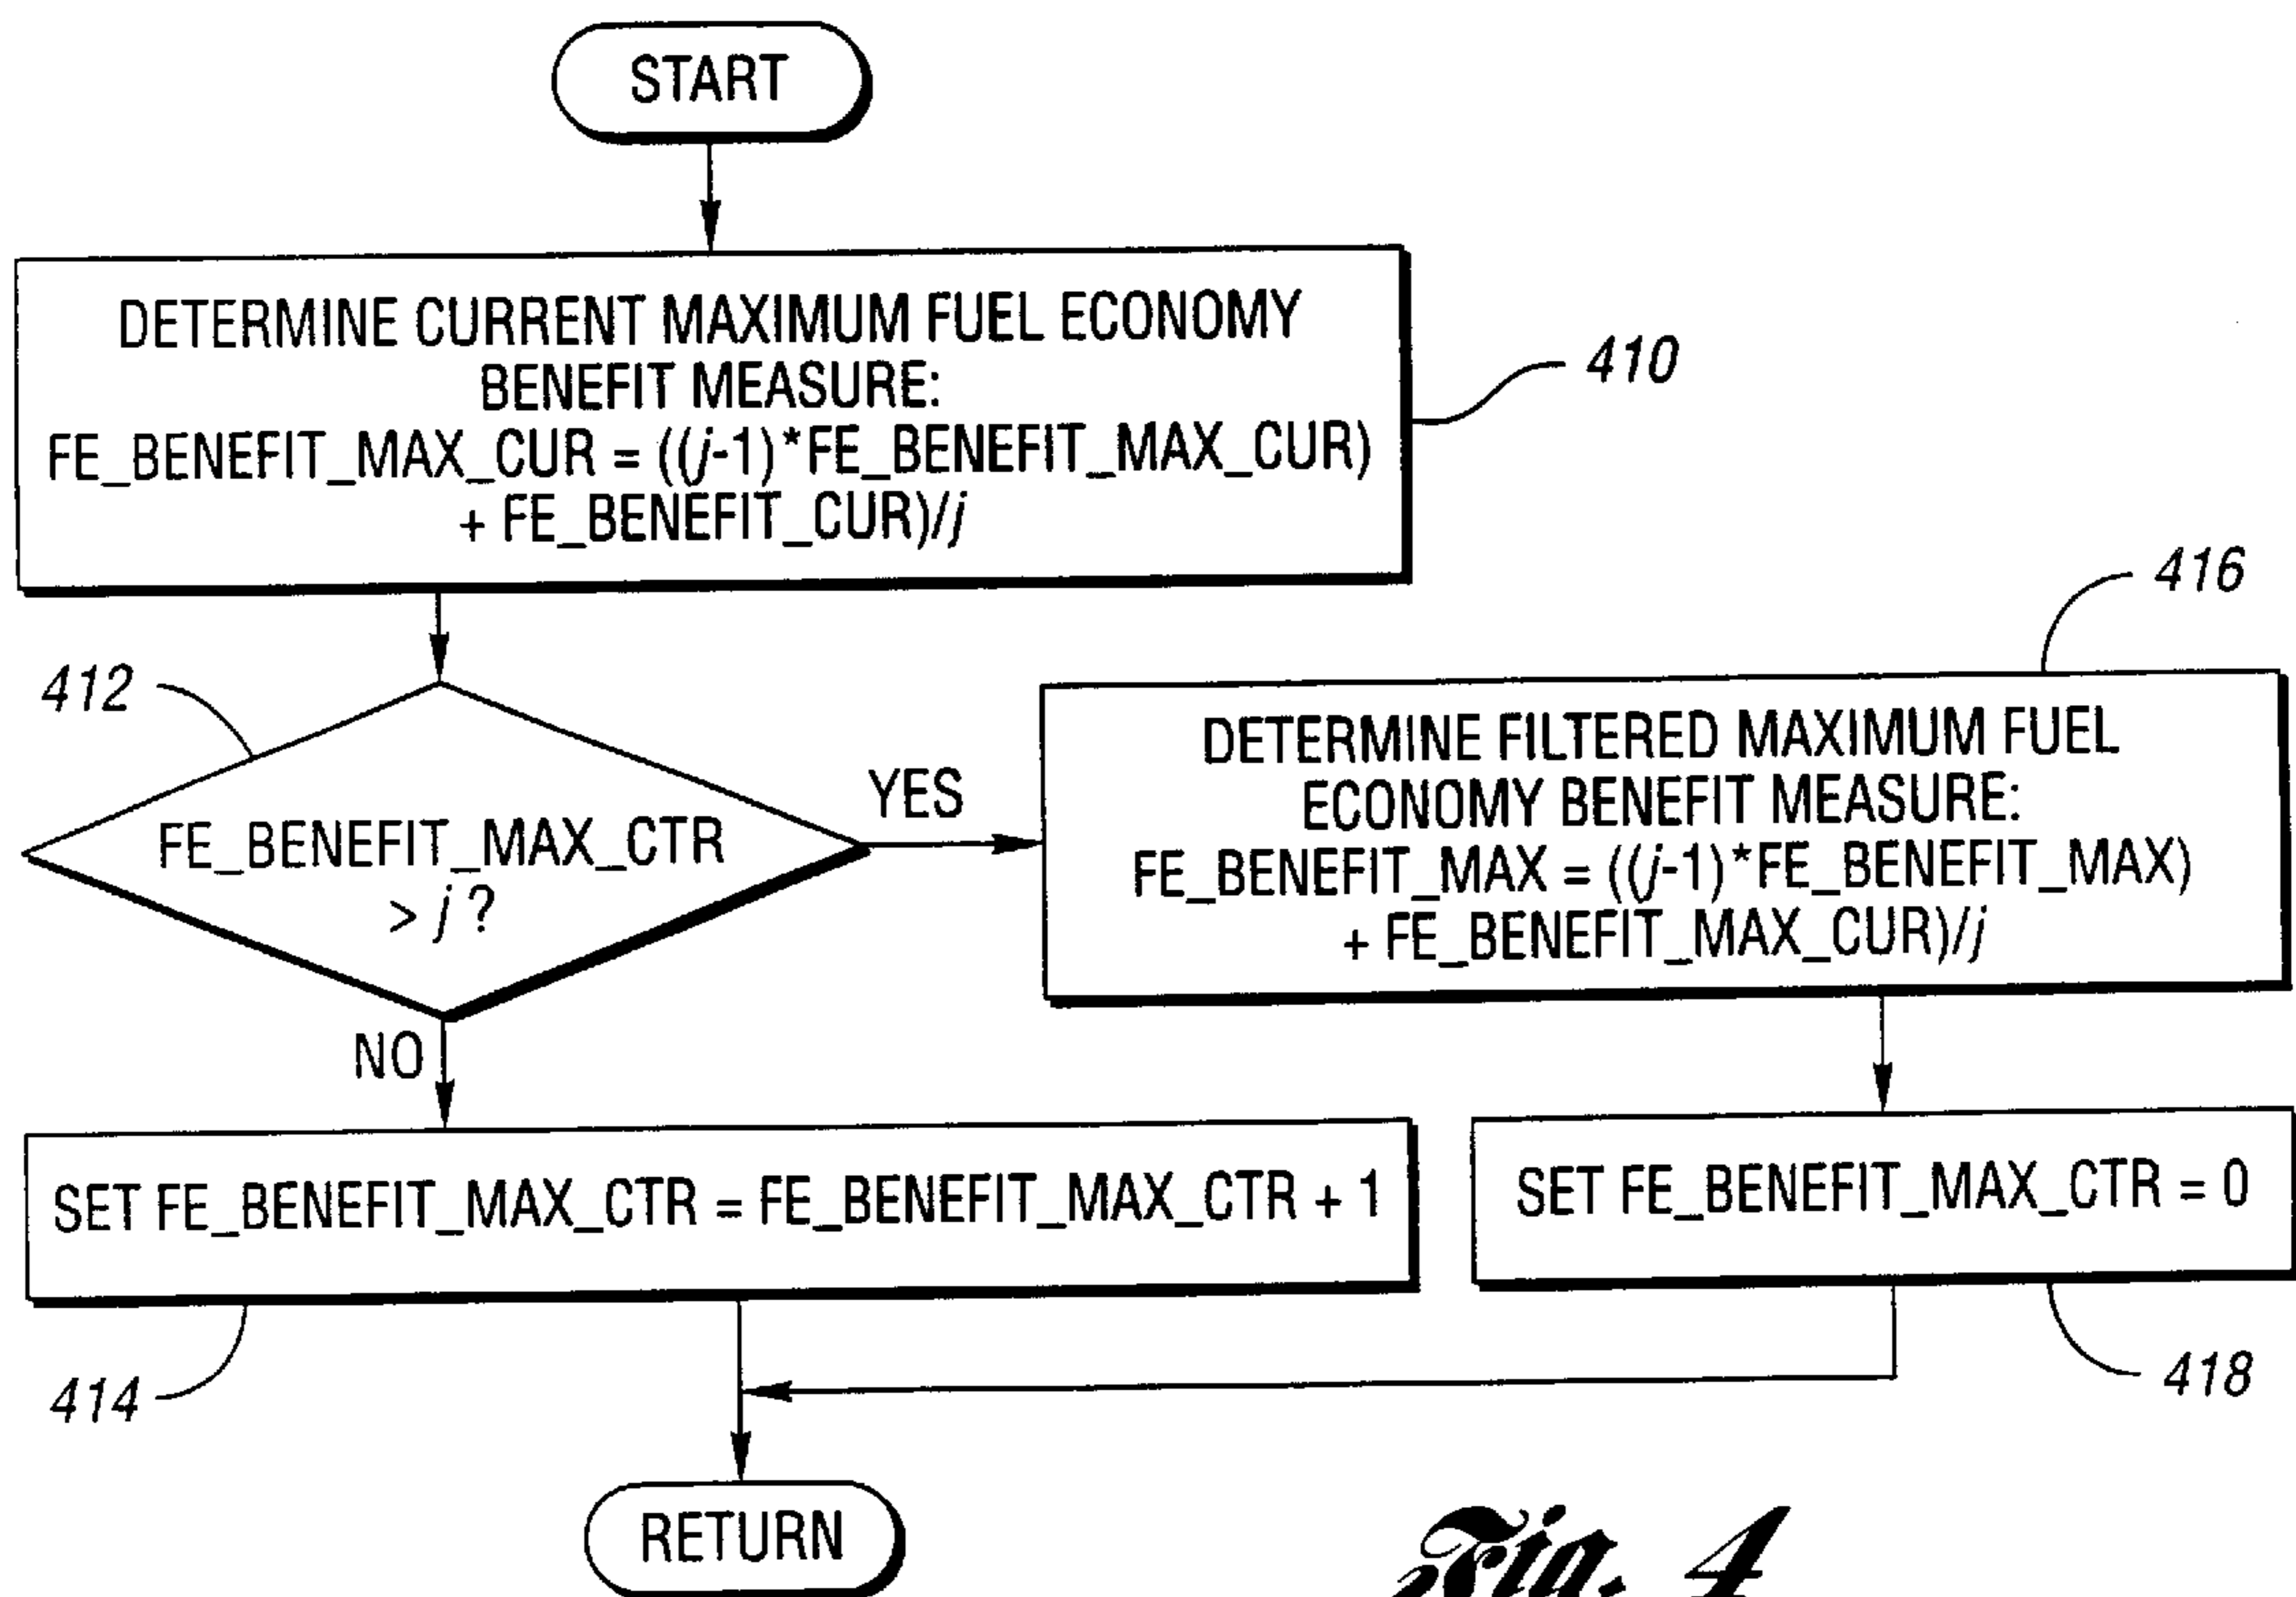 START
DETERMINE CURRENT MAXIMUM FUEL ECONOMY
BENEFIT MEASURE:
FE_BENEFIT_MAX_CUR = ((j-1)*FE_BENEFIT_MAX_CUR)
+ FE_BENEFIT_CUR)/j
410
412
FE_BENEFIT_MAX_CTR
> j ?
YES
NO
416
DETERMINE FILTERED MAXIMUM FUEL
ECONOMY BENEFIT MEASURE:
FE_BENEFIT_MAX = ((j-1)*FE_BENEFIT_MAX)
+ FE_BENEFIT_MAX_CUR)/j
SET FE_BENEFIT_MAX_CTR = FE_BENEFIT_MAX_CTR + 1
414
SET FE_BENEFIT_MAX_CTR = 0
418
RETURN
Fig. 4